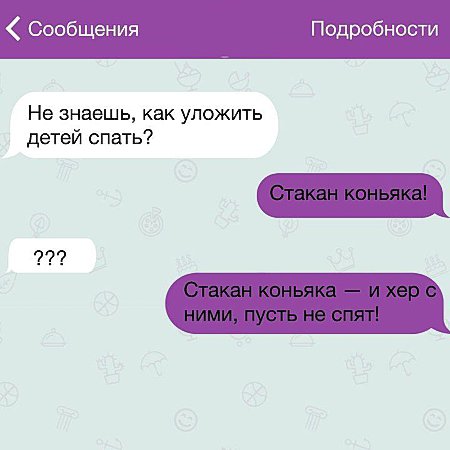 Сообщения Подробности
Не знаешь, как уложить
детей спать?
Стакан коньяка!
???
Стакан коньяка — и хер с
ними, пусть не спят!